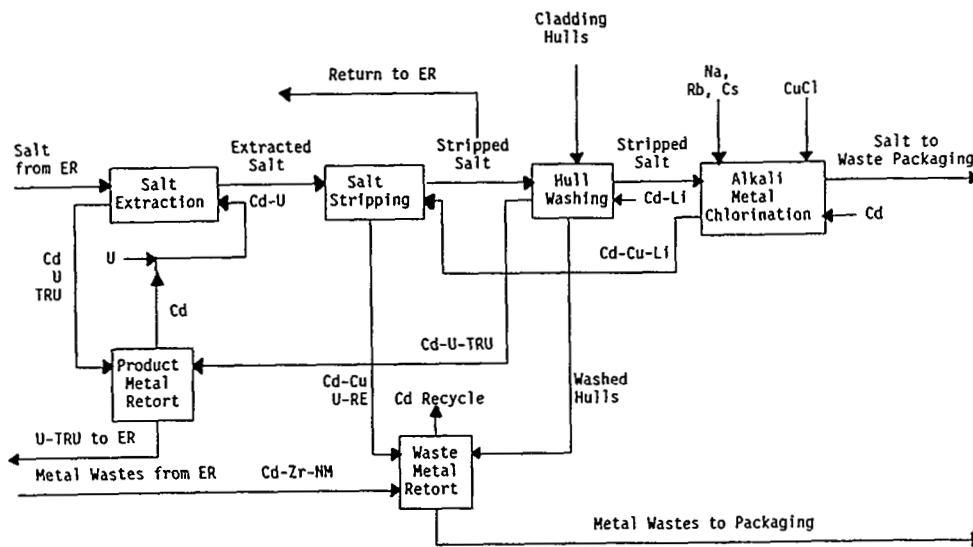 Cladding
Hulls
Return to ER
Na,
Rb, Cs
CuCl
Salt
from ER
Extracted
Salt
Stripped
Salt
Stripped
Salt
Salt to
Waste Packaging
Salt
Extraction
Cd-U
Salt
Stripping
Hull
Washing
Cd-Li
Alkali
Metal
Chlorination
Cd
Cd
U
TRU
U
Cd
Cd-Cu-Li
Product
Metal
Retort
Cd-U-TRU
Cd-Cu
U-RE
Cd Recycle
Washed
Hulls
U-TRU to ER
Waste
Metal
Retort
Metal Wastes from ER
Cd-Zr-NM
Metal Wastes to Packaging